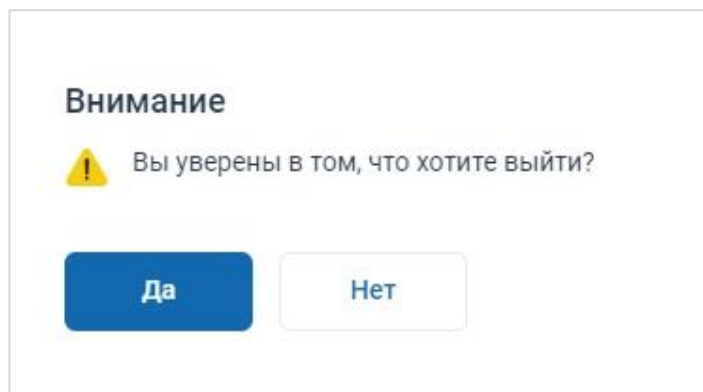 Внимание
Вы уверены в том, что хотите выйти?
Да
Нет